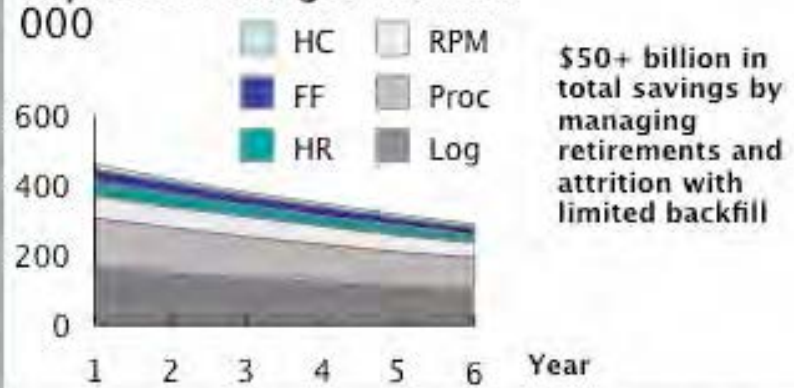 000
HC
RPM
FF
Proc
HR
Log
$50+ billion in
total savings by
managing
retirements and
attrition with
limited backfill
600
400
200
0
1 2 3 4 5 6 Year